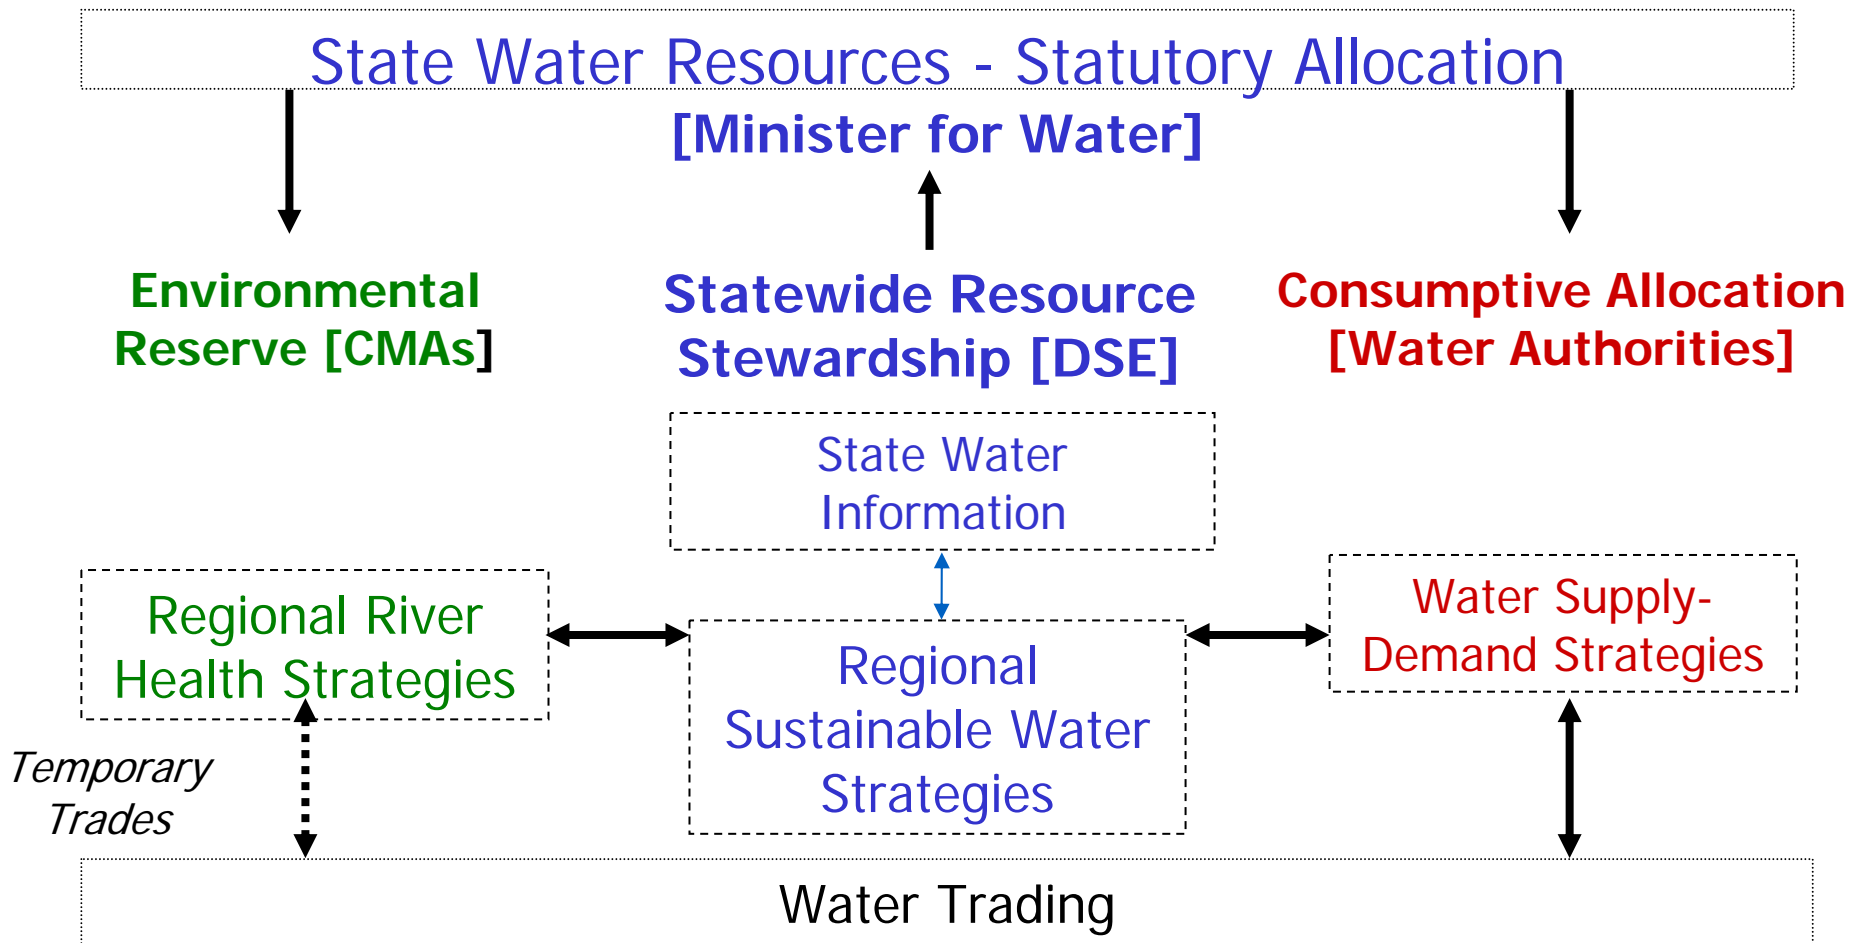 State Water Resources - Statutory Allocation
[Minister for Water]
Environmental
Reserve [CMAs]
Statewide Resource
Stewardship [DSE]
Consumptive Allocation
[Water Authorities]
State Water
Information
Regional River
Health Strategies
Regional
Sustainable Water
Strategies
Water Supply-
Demand Strategies
Temporary
Trades
Water Trading